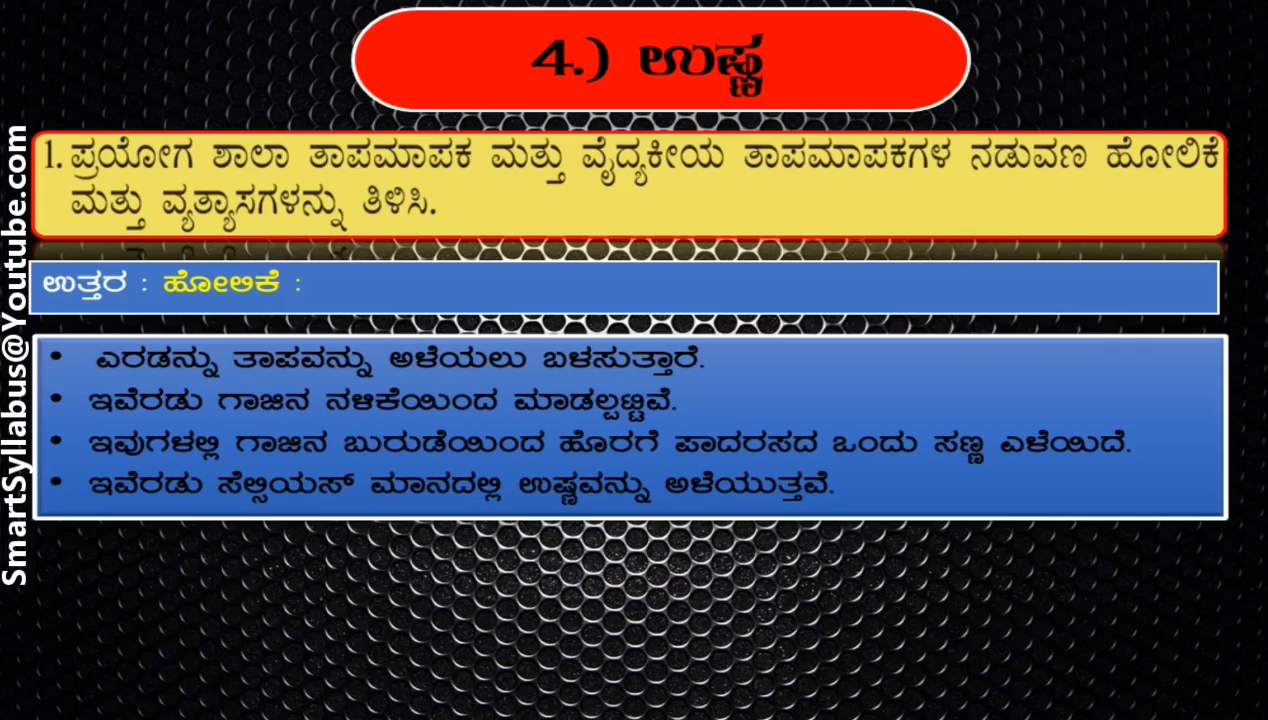 4.) ಉಷ್ಣ
1. ಪ್ರಯೋಗ ಶಾಲಾ ತಾಪಮಾಪಕ ಮತ್ತು ವೈದ್ಯಕೀಯ ತಾಪಮಾಪಕಗಳ ನಡುವಣ ಹೋಲಿಕೆ
ಮತ್ತು ವ್ಯತ್ಯಾಸಗಳನ್ನು ತಿಳಿಸಿ.
ಉತ್ತರ : ಹೋಲಿಕೆ :
• ಎರಡನ್ನು ತಾಪವನ್ನು ಅಳೆಯಲು ಬಳಸುತ್ತಾರೆ.
• ಇವೆರಡು ಗಾಜಿನ ನಳಿಕೆಯಿಂದ ಮಾಡಲ್ಪಟ್ಟಿವೆ.
• ಇವುಗಳಲ್ಲಿ ಗಾಜಿನ ಬುರುಡೆಯಿಂದ ಹೊರಗೆ ಪಾದರಸದ ಒಂದು ಸಣ್ಣ ಎಳೆಯಿದೆ.
• ಇವೆರಡು ಸೆಲ್ಸಿಯಸ್ ಮಾನದಲ್ಲಿ ಉಷ್ಣವನ್ನು ಅಳೆಯುತ್ತವೆ.
SmartSyllabus@Youtube.com